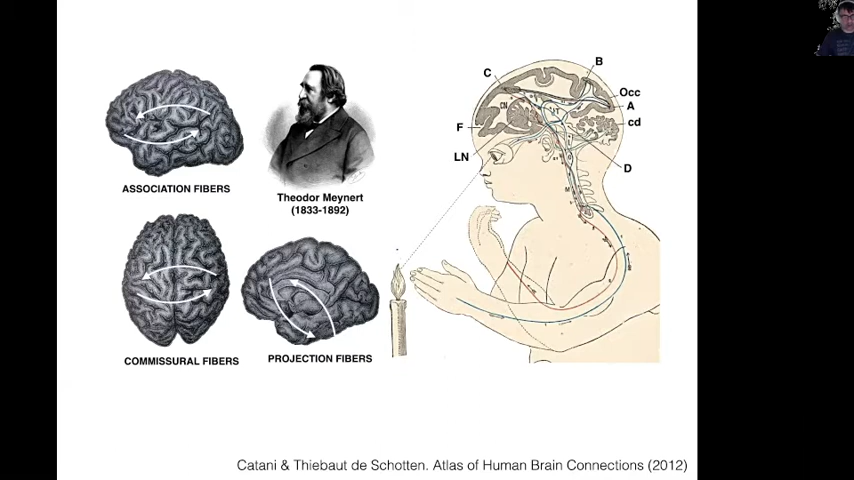 ASSOCIATION FIBERS
Theodor Meynert
(1833-1892)
COMMISSURAL FIBERS
PROJECTION FIBERS
C
B
Occ
A
cd
F
LN
D
CN
M
Catani & Thiebaut de Schotten. Atlas of Human Brain Connections (2012)